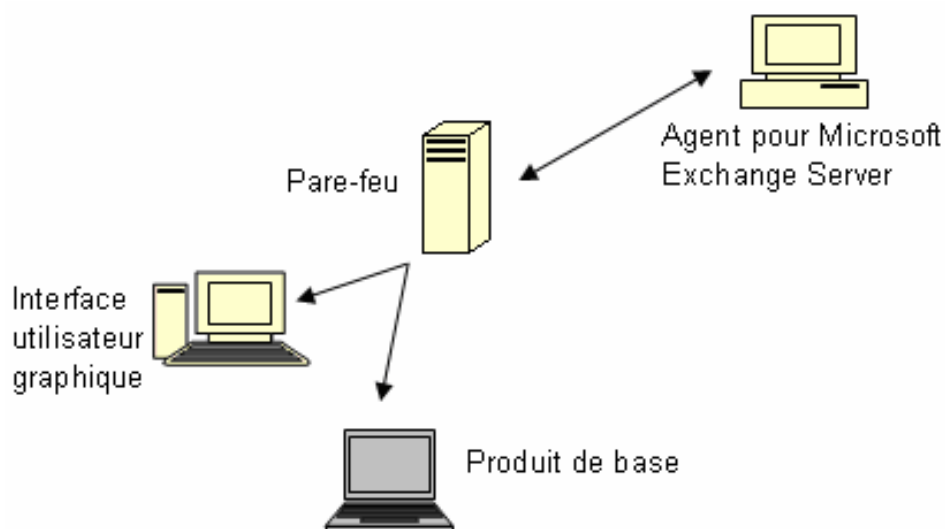 Agent pour Microsoft
Exchange Server
Pare-feu
Interface
utilisateur
graphique
Produit de base